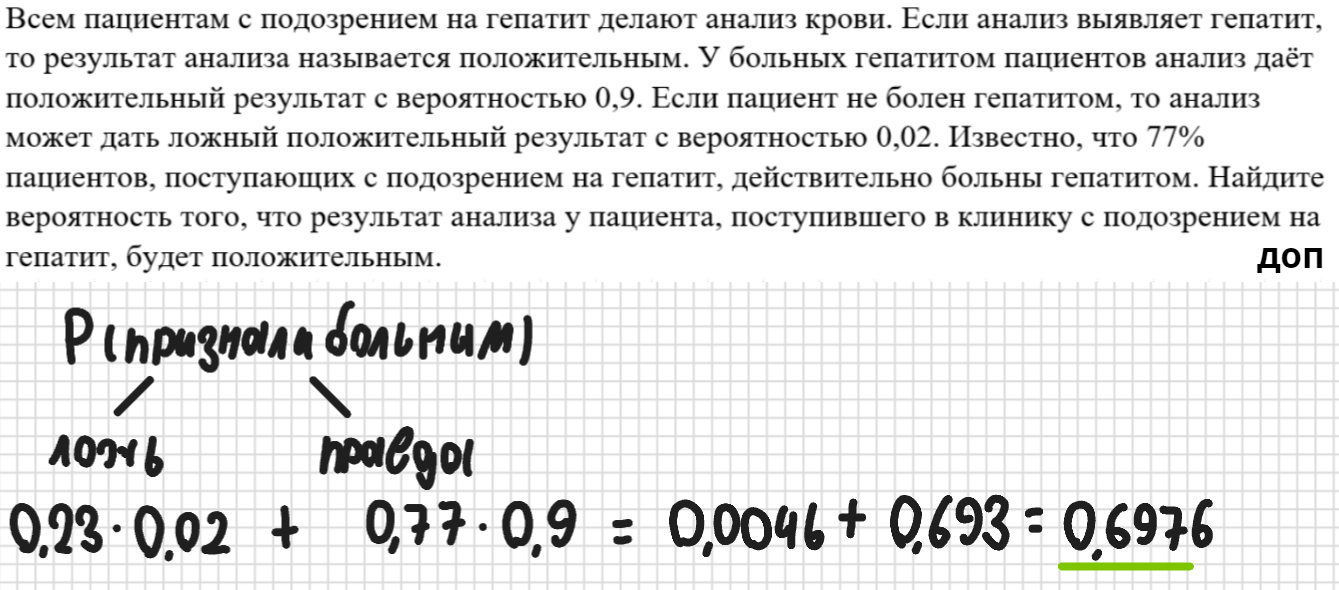 Всем пациентам с подозрением на гепатит делают анализ крови. Если анализ выявляет гепатит,
то результат анализа называется положительным. У больных гепатитом пациентов анализ даёт
положительный результат с вероятностью 0,9. Если пациент не болен гепатитом, то анализ
может дать ложный положительный результат с вероятностью 0,02. Известно, что 77%
пациентов, поступающих с подозрением на гепатит, действительно больны гепатитом. Найдите
вероятность того, что результат анализа у пациента, поступившего в клинику с подозрением на
гепатит, будет положительным.
доп
P(признали больным)
ложь правда
0,23 · 0,02 + 0,77 · 0,9 = 0,0046 + 0,693 = 0,6976